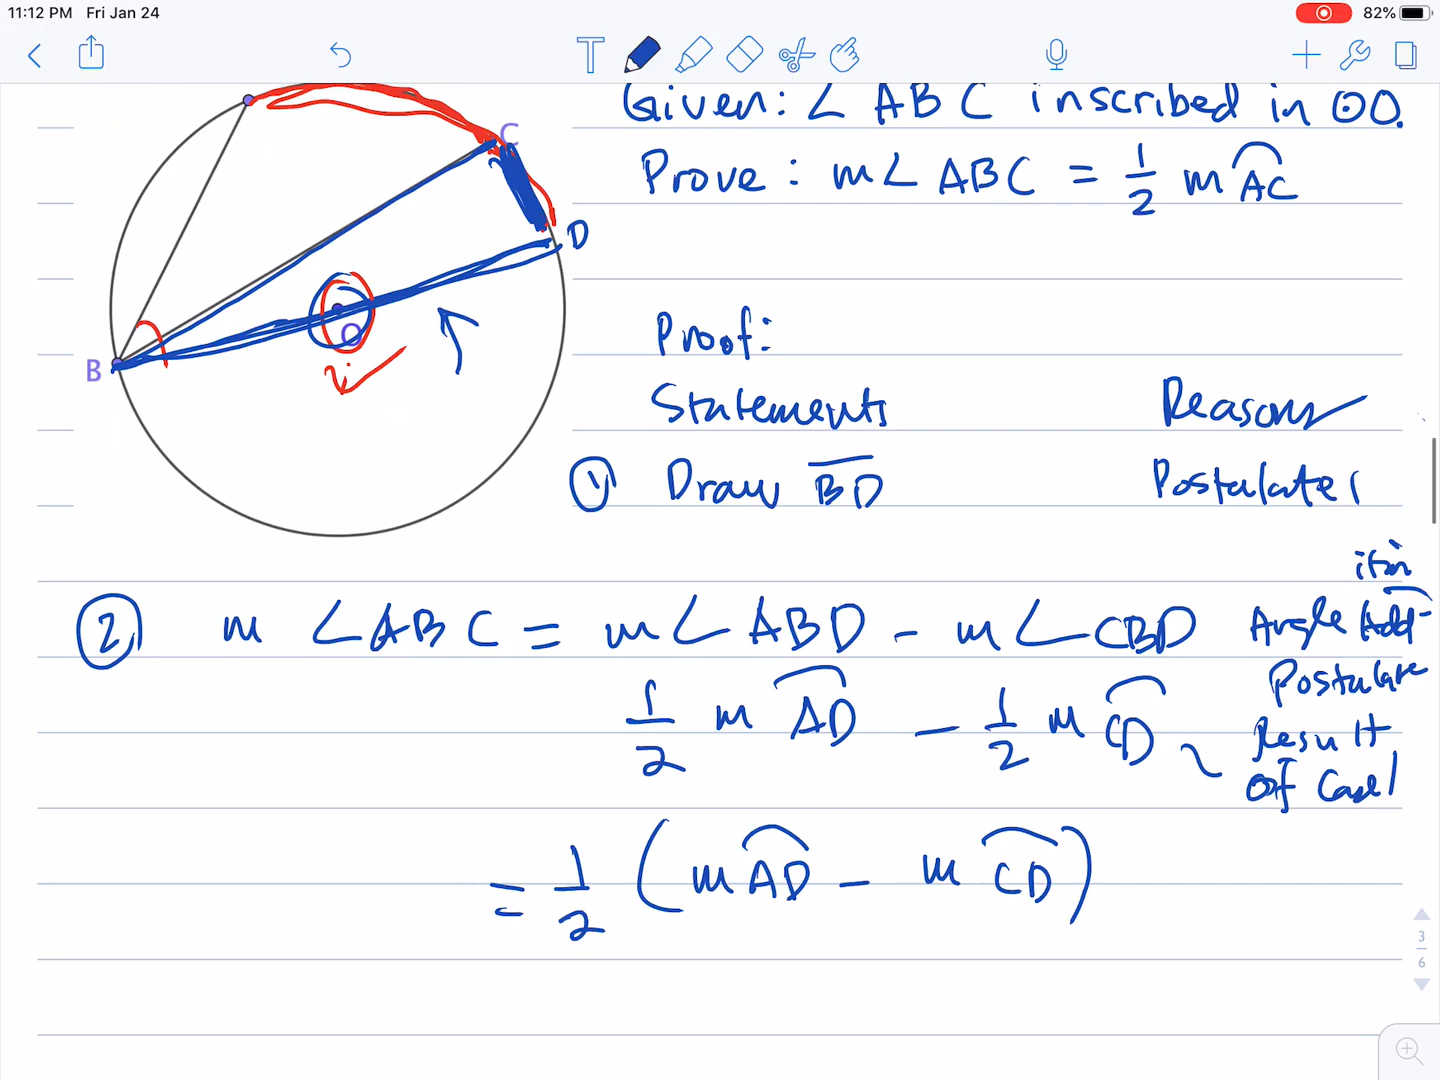 11:12 PM Fri Jan 24
82%
T
Given: ∠ ABC inscribed in ⊙O.
Prove: m∠ ABC = 1/2 m AC
C
D
O
B
Proof:
Statements Reasons
① Draw BD Postulate 1
② m ∠ABC = m∠ABD - m∠CBD Angle Addition
Postulate
1/2 m AD - 1/2 m CD Result
Of Case 1
= 1/2 (m AD - m CD)
3
6